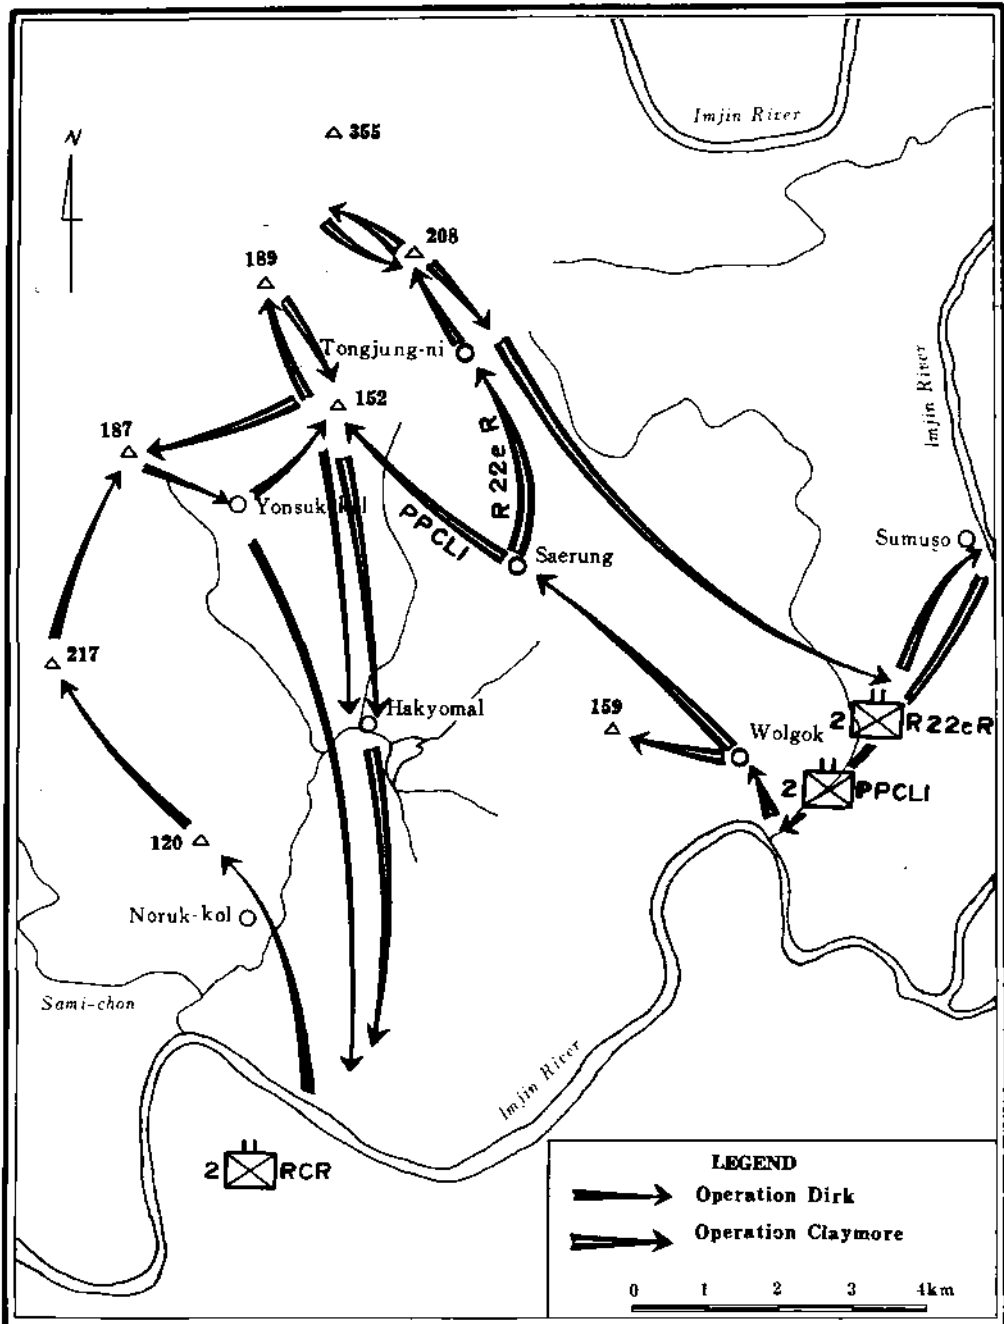 Imjin River
N
355
208
189
Tongjung-ni
152
187
R 22e R
Imjin River
PPCLI
Sumuso
Saerung
217
Hakyomal
159
Wolgok
2 R22eR
2 PPCLI
120
Noruk-kol
Sami-chon
Imjin River
2 RCR
LEGEND
Operation Dirk
Operation Claymore
0 1 2 3 4km